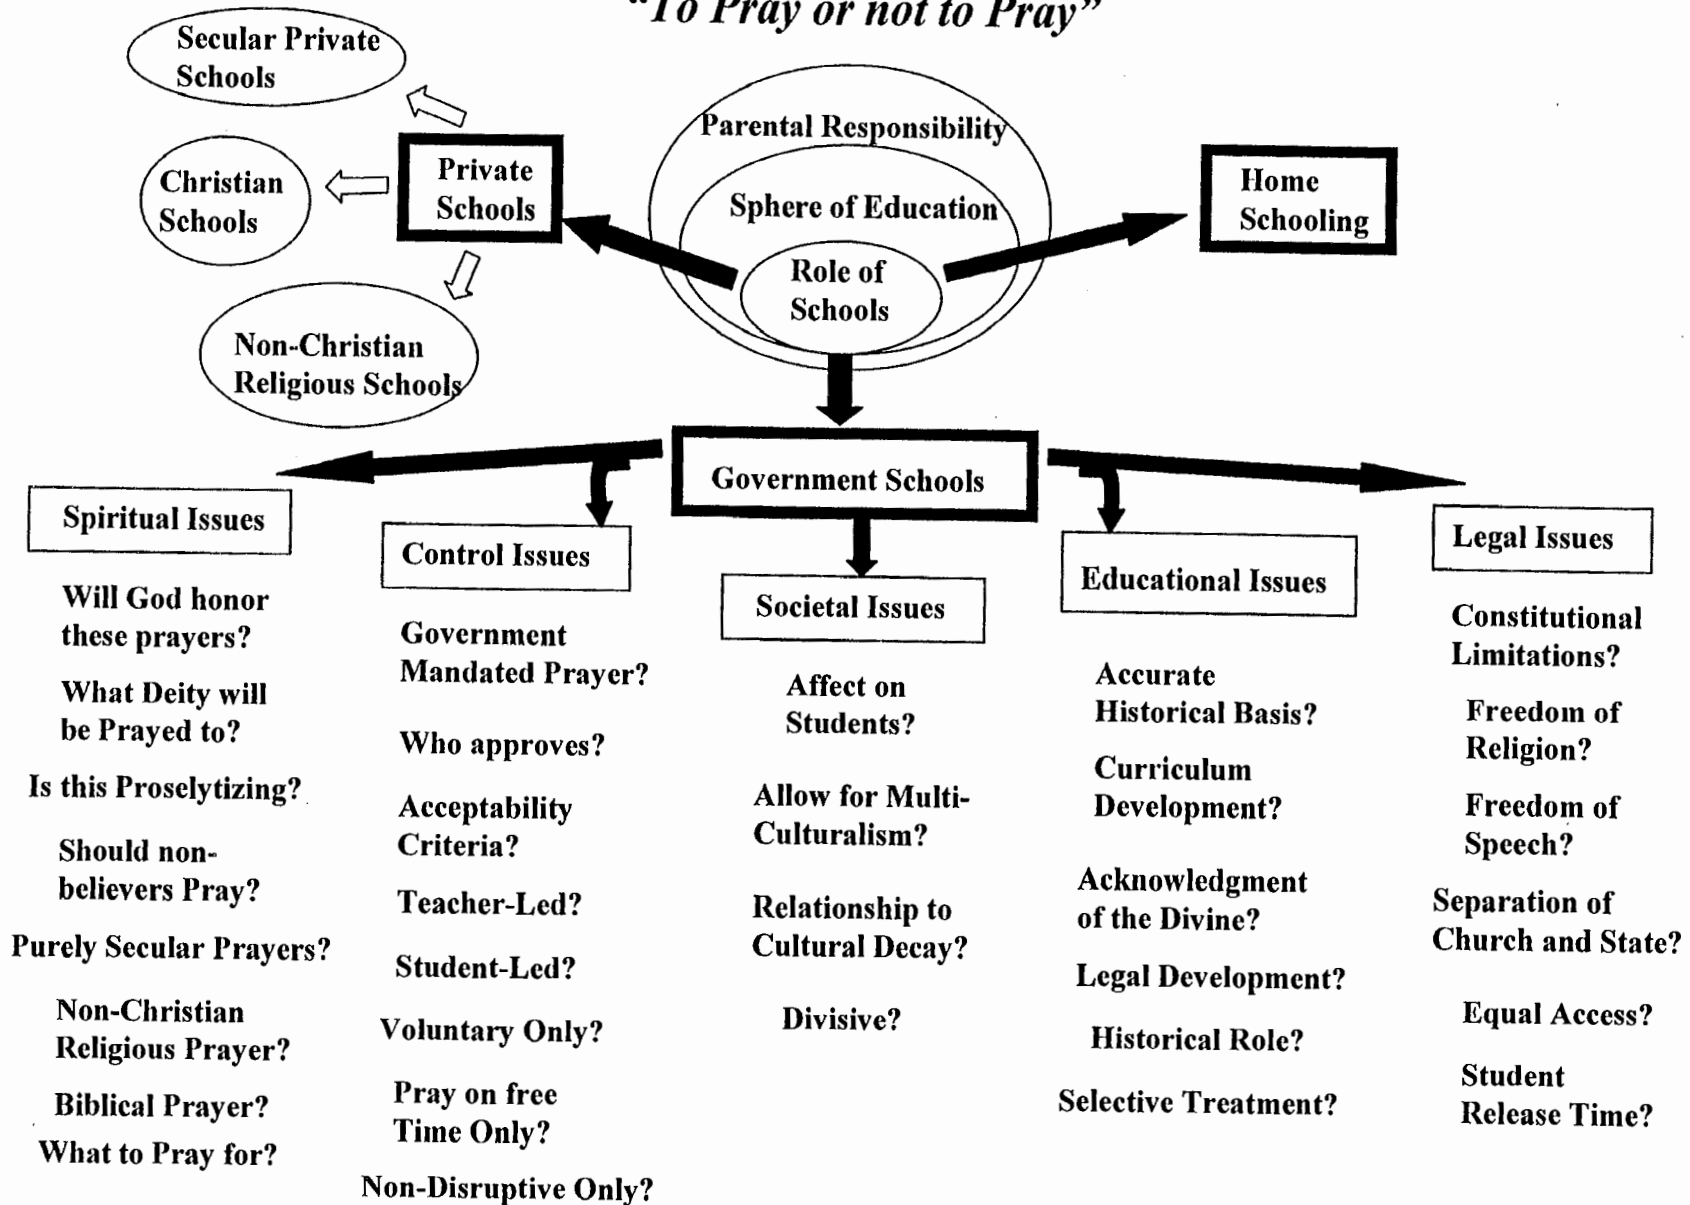 “To Pray or not to Pray”
Secular Private
Schools
Parental Responsibility
Private
Schools
Christian
Schools
Home
Schooling
Sphere of Education
Role of
Schools
Non-Christian
Religious Schools
Government Schools
Spiritual Issues
Will God honor
these prayers?
What Deity will
be Prayed to?
Is this Proselytizing?
Should non-
believers Pray?
Purely Secular Prayers?
Non-Christian
Religious Prayer?
Biblical Prayer?
What to Pray for?
Control Issues
Government
Mandated Prayer?
Who approves?
Acceptability
Criteria?
Teacher-Led?
Student-Led?
Voluntary Only?
Pray on free
Time Only?
Non-Disruptive Only?
Societal Issues
Affect on
Students?
Allow for Multi-
Culturalism?
Relationship to
Cultural Decay?
Divisive?
Educational Issues
Accurate
Historical Basis?
Curriculum
Development?
Acknowledgment
of the Divine?
Legal Development?
Historical Role?
Selective Treatment?
Legal Issues
Constitutional
Limitations?
Freedom of
Religion?
Freedom of
Speech?
Separation of
Church and State?
Equal Access?
Student
Release Time?